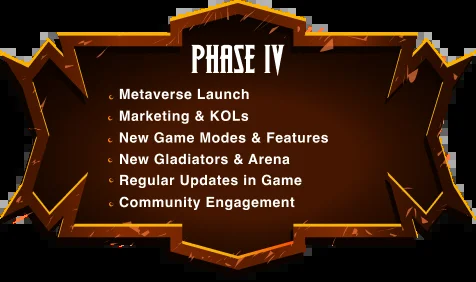 PHASE IV
Metaverse Launch
Marketing & KOLs
New Game Modes & Features
New Gladiators & Arena
Regular Updates in Game
Community Engagement